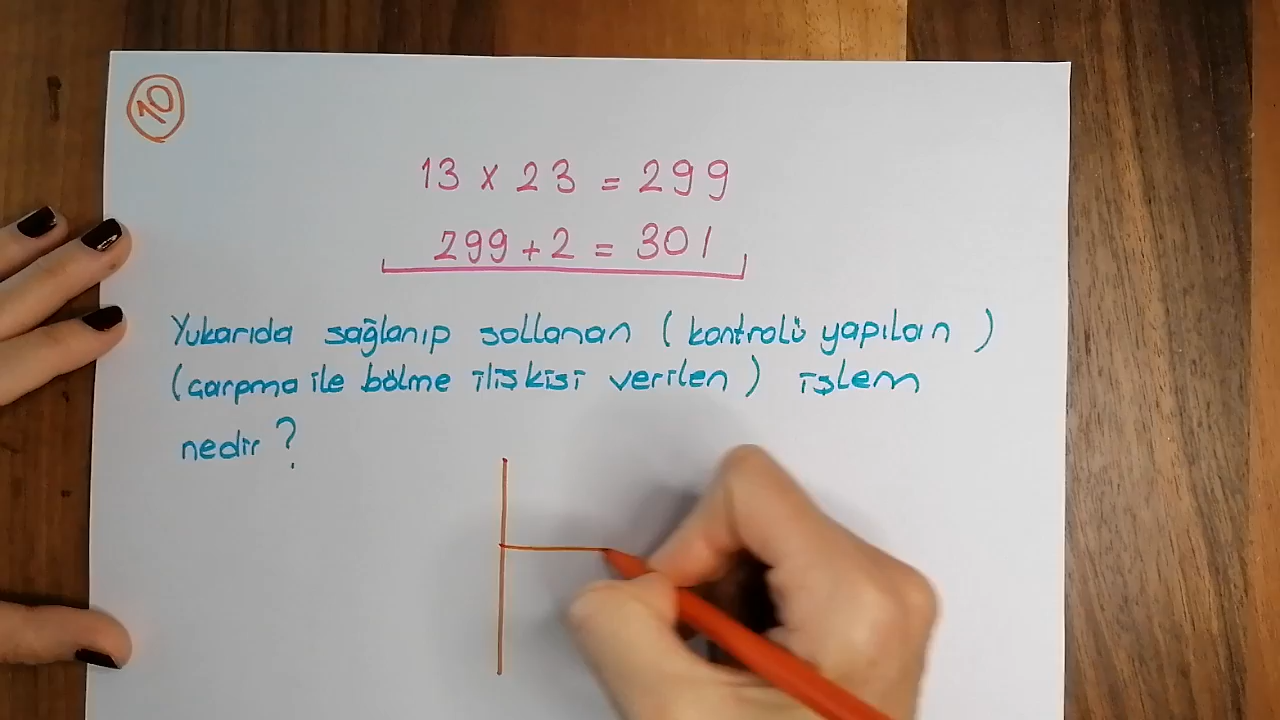 10
13 x 23 = 299
299 + 2 = 301
Yukarıda sağlanıp sollanan ( kontrolü yapılan )
(çarpma ile bölme ilişkisi verilen ) işlem
nedir ?